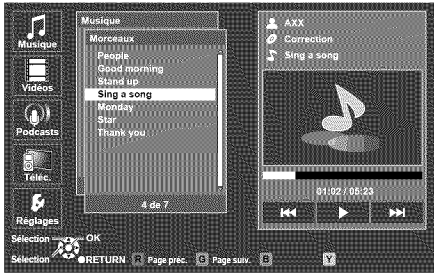 Musique
Vidéos
Podcasts
Téléc.
Réglages
Musique
Morceaux
People
Good morning
Stand up
Sing a song
Monday
Star
Thank you
4 de 7
AXX
Correction
Sing a song
01:02 / 05:23
Sélection OK
Sélection RETURN R Page préc. G Page suiv. B Y